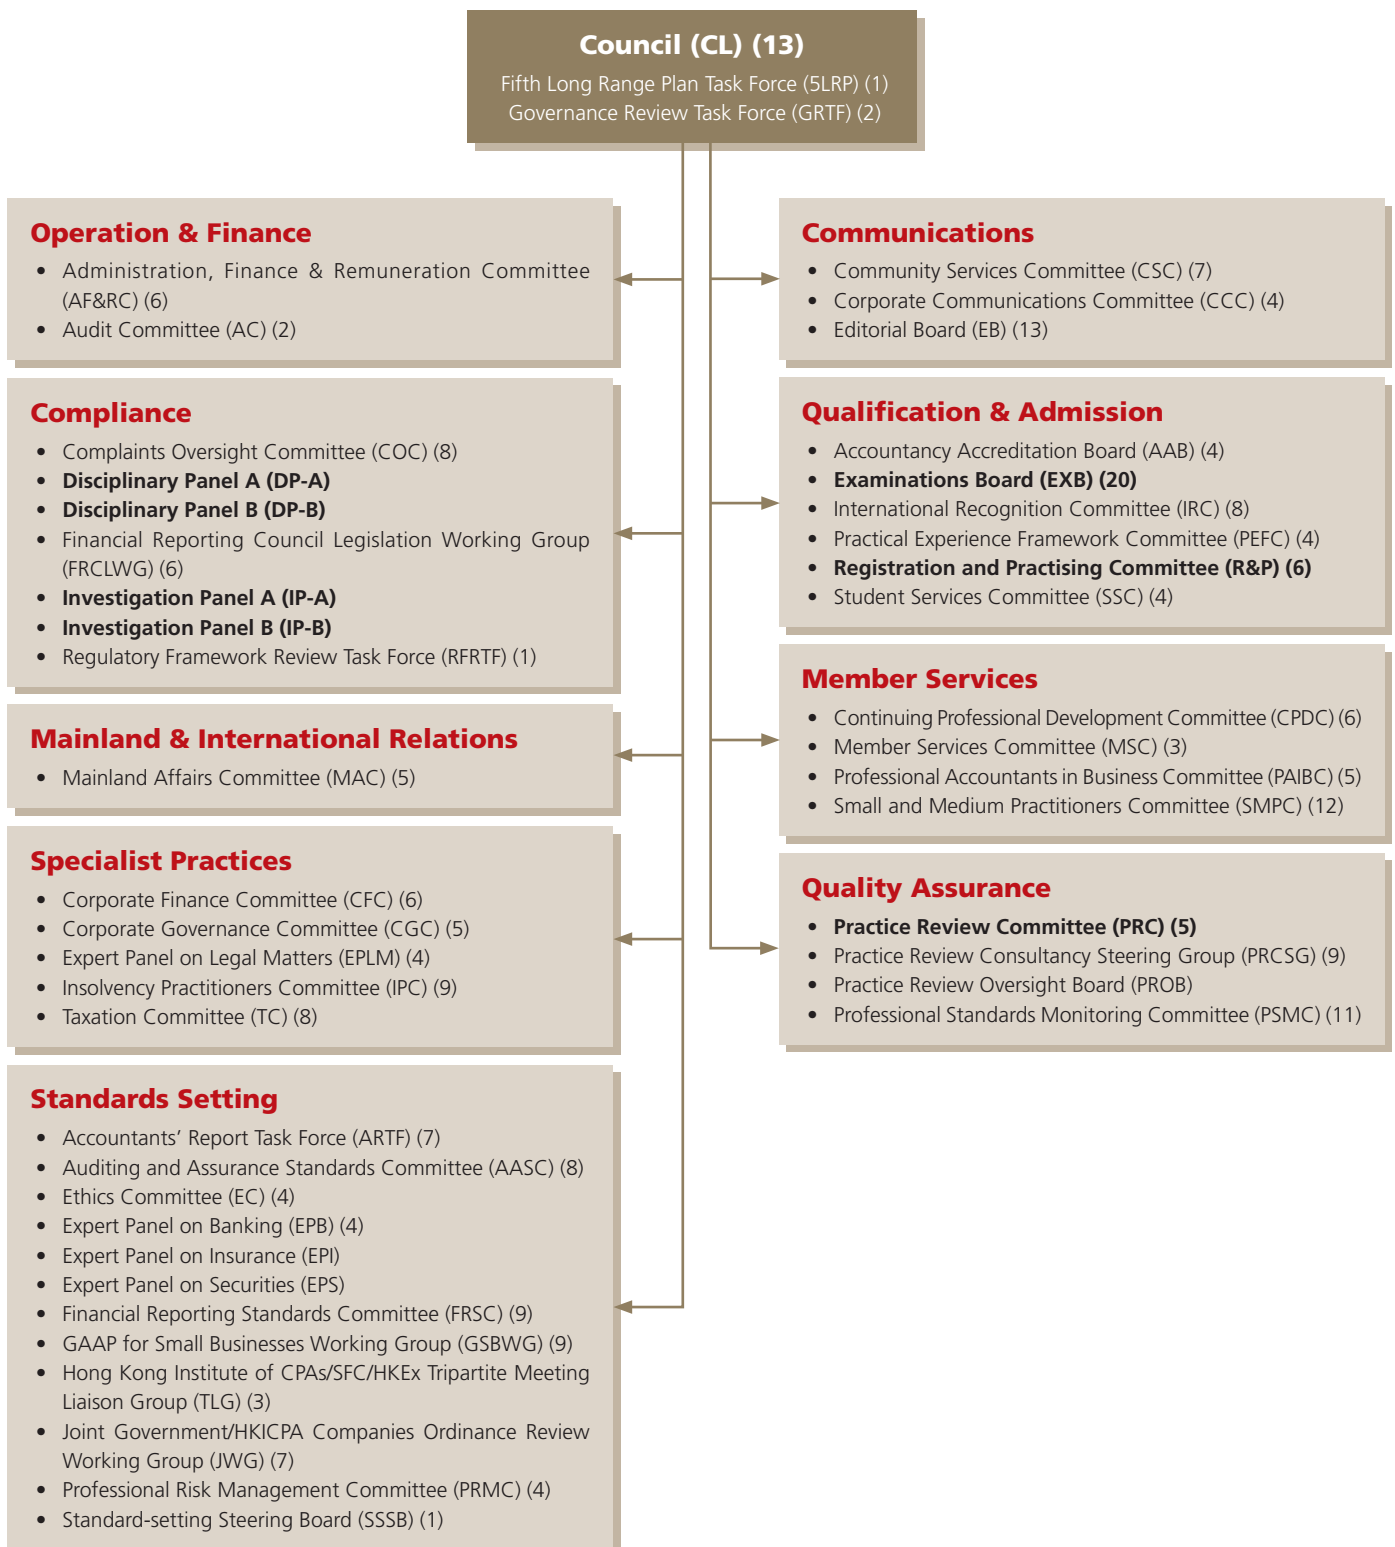 Council (CL) (13)
Fifth Long Range Plan Task Force (5LRP) (1)
Governance Review Task Force (GRTF) (2)
Operation & Finance
• Administration, Finance & Remuneration Committee
(AF&RC) (6)
• Audit Committee (AC) (2)
Compliance
• Complaints Oversight Committee (COC) (8)
• Disciplinary Panel A (DP-A)
• Disciplinary Panel B (DP-B)
• Financial Reporting Council Legislation Working Group
(FRCLWG) (6)
• Investigation Panel A (IP-A)
• Investigation Panel B (IP-B)
• Regulatory Framework Review Task Force (RFRTF) (1)
Mainland & International Relations
• Mainland Affairs Committee (MAC) (5)
Specialist Practices
• Corporate Finance Committee (CFC) (6)
• Corporate Governance Committee (CGC) (5)
• Expert Panel on Legal Matters (EPLM) (4)
• Insolvency Practitioners Committee (IPC) (9)
• Taxation Committee (TC) (8)
Standards Setting
• Accountants’ Report Task Force (ARTF) (7)
• Auditing and Assurance Standards Committee (AASC) (8)
• Ethics Committee (EC) (4)
• Expert Panel on Banking (EPB) (4)
• Expert Panel on Insurance (EPI)
• Expert Panel on Securities (EPS)
• Financial Reporting Standards Committee (FRSC) (9)
• GAAP for Small Businesses Working Group (GSBWG) (9)
• Hong Kong Institute of CPAs/SFC/HKEx Tripartite Meeting
Liaison Group (TLG) (3)
• Joint Government/HKICPA Companies Ordinance Review
Working Group (JWG) (7)
• Professional Risk Management Committee (PRMC) (4)
• Standard-setting Steering Board (SSSB) (1)
Communications
• Community Services Committee (CSC) (7)
• Corporate Communications Committee (CCC) (4)
• Editorial Board (EB) (13)
Qualification & Admission
• Accountancy Accreditation Board (AAB) (4)
• Examinations Board (EXB) (20)
• International Recognition Committee (IRC) (8)
• Practical Experience Framework Committee (PEFC) (4)
• Registration and Practising Committee (R&P) (6)
• Student Services Committee (SSC) (4)
Member Services
• Continuing Professional Development Committee (CPDC) (6)
• Member Services Committee (MSC) (3)
• Professional Accountants in Business Committee (PAIBC) (5)
• Small and Medium Practitioners Committee (SMPC) (12)
Quality Assurance
• Practice Review Committee (PRC) (5)
• Practice Review Consultancy Steering Group (PRCSG) (9)
• Practice Review Oversight Board (PROB)
• Professional Standards Monitoring Committee (PSMC) (11)